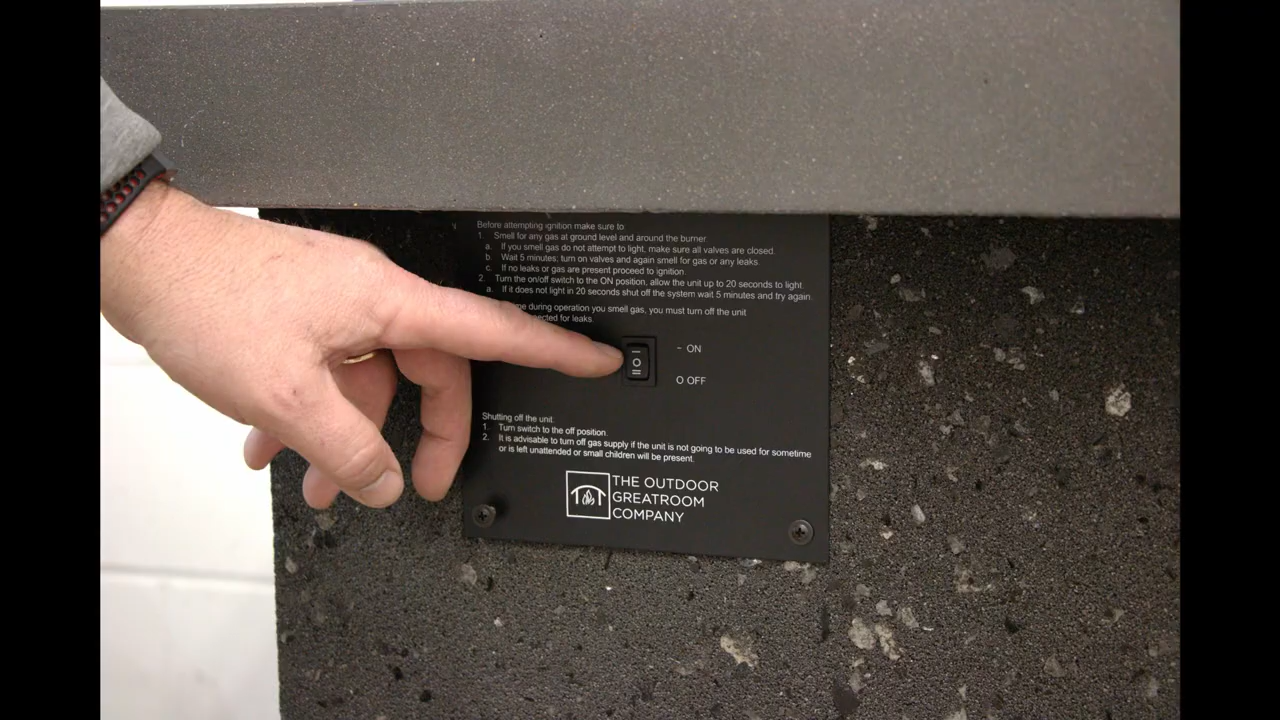 Before attempting ignition make sure to
1. Smell for any gas at ground level and around the burner.
a. If you smell gas do not attempt to light, make sure all valves are closed.
b. Wait 5 minutes; turn on valves and again smell for gas or any leaks.
c. If no leaks or gas are present proceed to ignition.
2. Turn the on/off switch to the ON position, allow the unit up to 20 seconds to light
a. If it does not light in 20 seconds shut off the system wait 5 minutes and try again.
during operation you smell gas, you must turn off the unit
for leaks.
– ON
O
=
O OFF
Shutting off the unit.
1. Turn switch to the off position.
2. It is advisable to turn off gas supply if the unit is not going to be used for sometime
or is left unattended or small children will be present.
THE OUTDOOR
GREATROOM
COMPANY